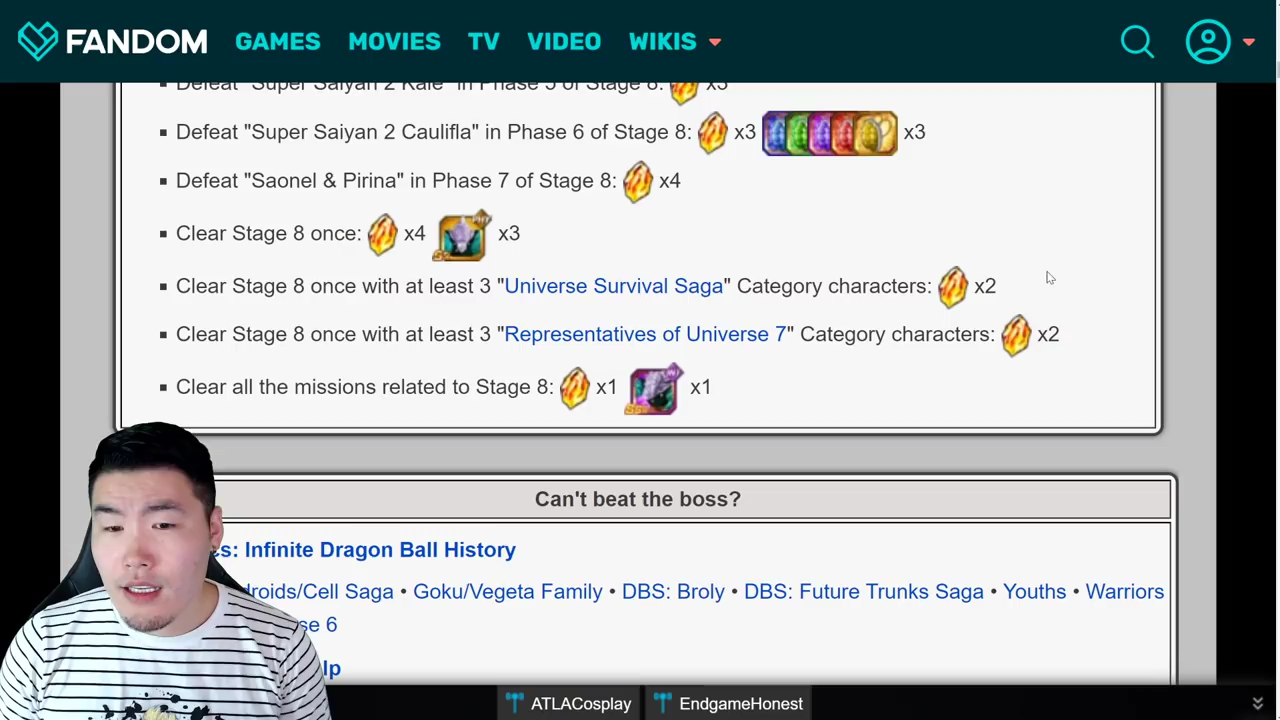 FANDOM GAMES MOVIES TV VIDEO WIKIS
Defeat "Super Saiyan 2 Kale" in Phase 5 of Stage 8: x3
Defeat "Super Saiyan 2 Caulifla" in Phase 6 of Stage 8: x3 x3
Defeat "Saonel & Pirina" in Phase 7 of Stage 8: x4
Clear Stage 8 once: x4 x3
Clear Stage 8 once with at least 3 "Universe Survival Saga" Category characters: x2
Clear Stage 8 once with at least 3 "Representatives of Universe 7" Category characters: x2
Clear all the missions related to Stage 8: x1 x1
Can't beat the boss?
s: Infinite Dragon Ball History
droids/Cell Saga • Goku/Vegeta Family • DBS: Broly • DBS: Future Trunks Saga • Youths • Warriors
se 6
lp
ATLACosplay EndgameHonest